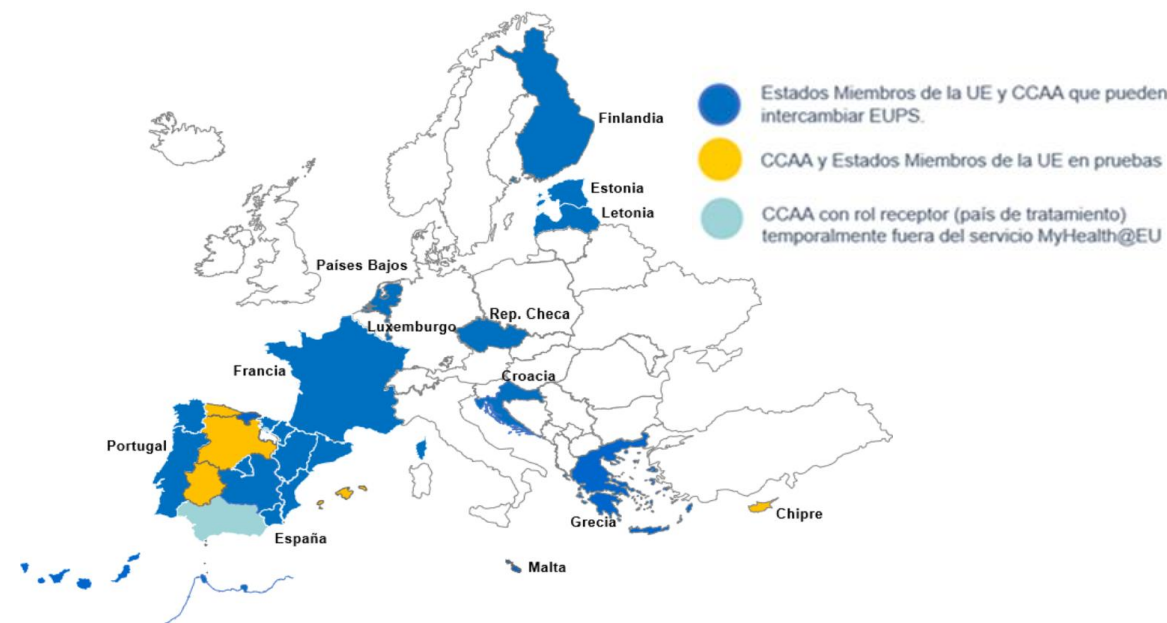 Finlandia
Estados Miembros de la UE y CCAA que pueden
intercambiar EUPS.
CCAA y Estados Miembros de la UE en pruebas
CCAA con rol receptor (país de tratamiento)
temporalmente fuera del servicio MyHealth@EU
Estonia
Letonia
Países Bajos
Luxemburgo
Rep. Checa
Francia
Croacia
Portugal
España
Grecia
Chipre
Malta